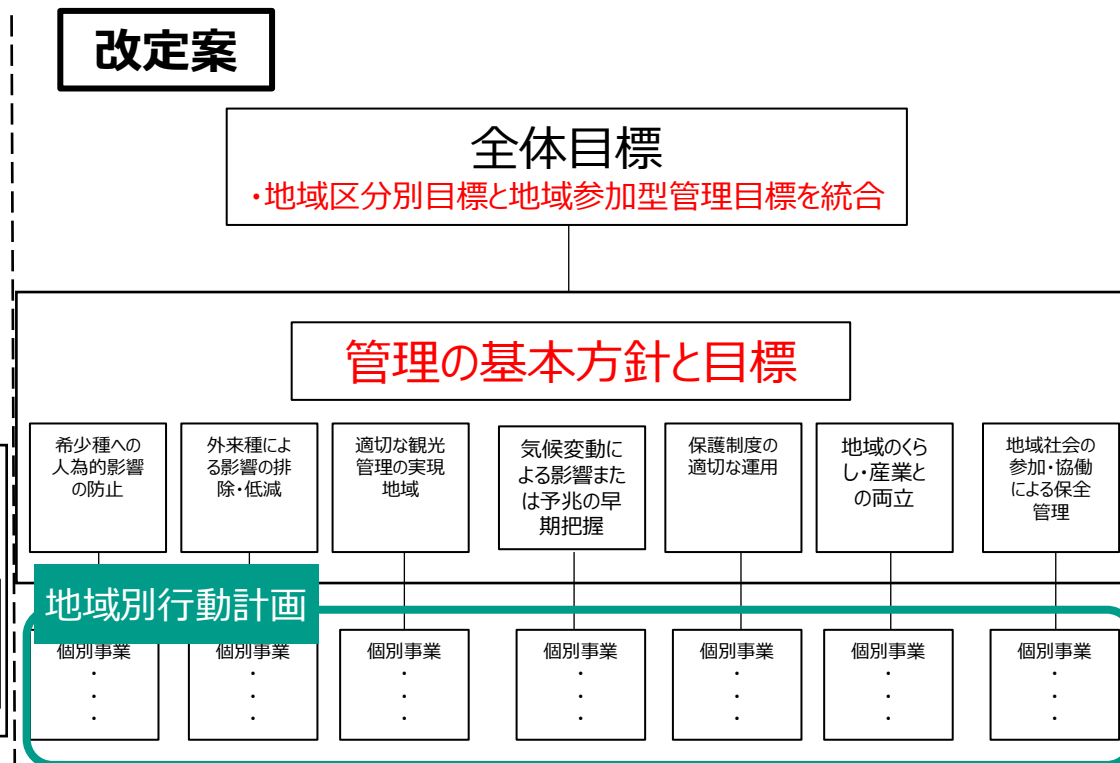 改定案
全体目標
・地域区分別目標と地域参加型管理目標を統合
管理の基本方針と目標
希少種への
人為的影響
の防止
外来種によ
る影響の排
除・低減
適切な観光
管理の実現
地域
気候変動に
よる影響また
は予兆の早
期把握
保護制度の
適切な運用
地域のくら
し・産業と
の両立
地域社会の
参加・協働
による保全
管理
地域別行動計画
個別事業
・
・
・
個別事業
・
・
・
個別事業
・
・
・
個別事業
・
・
・
個別事業
・
・
・
個別事業
・
・
・
個別事業
・
・
・